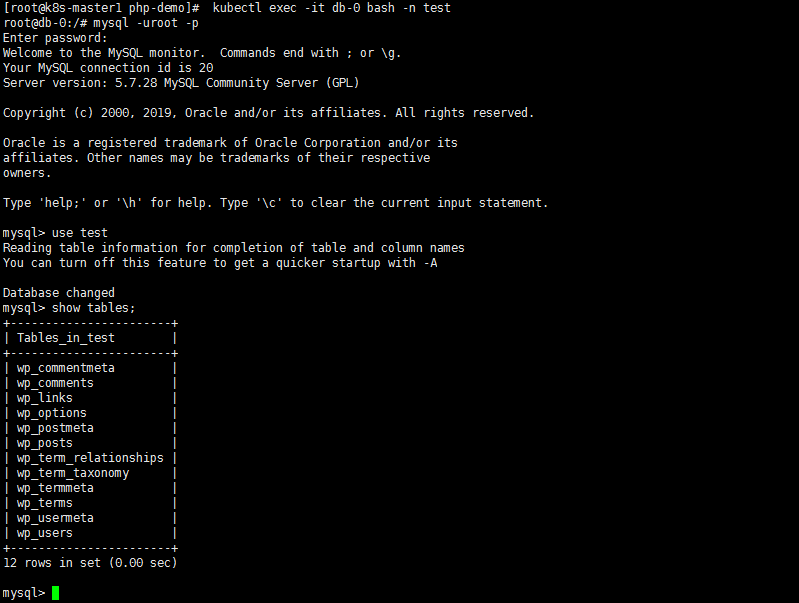 [root@k8s-master1 php-demo]#  kubectl exec -it db-0 bash -n test
root@db-0:/# mysql -uroot -p
Enter password:
Welcome to the MySQL monitor.  Commands end with ; or \g.
Your MySQL connection id is 20
Server version: 5.7.28 MySQL Community Server (GPL)

Copyright (c) 2000, 2019, Oracle and/or its affiliates. All rights reserved.

Oracle is a registered trademark of Oracle Corporation and/or its
affiliates. Other names may be trademarks of their respective
owners.

Type 'help;' or '\h' for help. Type '\c' to clear the current input statement.

mysql> use test
Reading table information for completion of table and column names
You can turn off this feature to get a quicker startup with -A

Database changed
mysql> show tables;
+-----------------------+
| Tables_in_test        |
+-----------------------+
| wp_commentmeta        |
| wp_comments           |
| wp_links              |
| wp_options            |
| wp_postmeta           |
| wp_posts              |
| wp_term_relationships |
| wp_term_taxonomy      |
| wp_termmeta           |
| wp_terms              |
| wp_usermeta           |
| wp_users              |
+-----------------------+
12 rows in set (0.00 sec)

mysql>